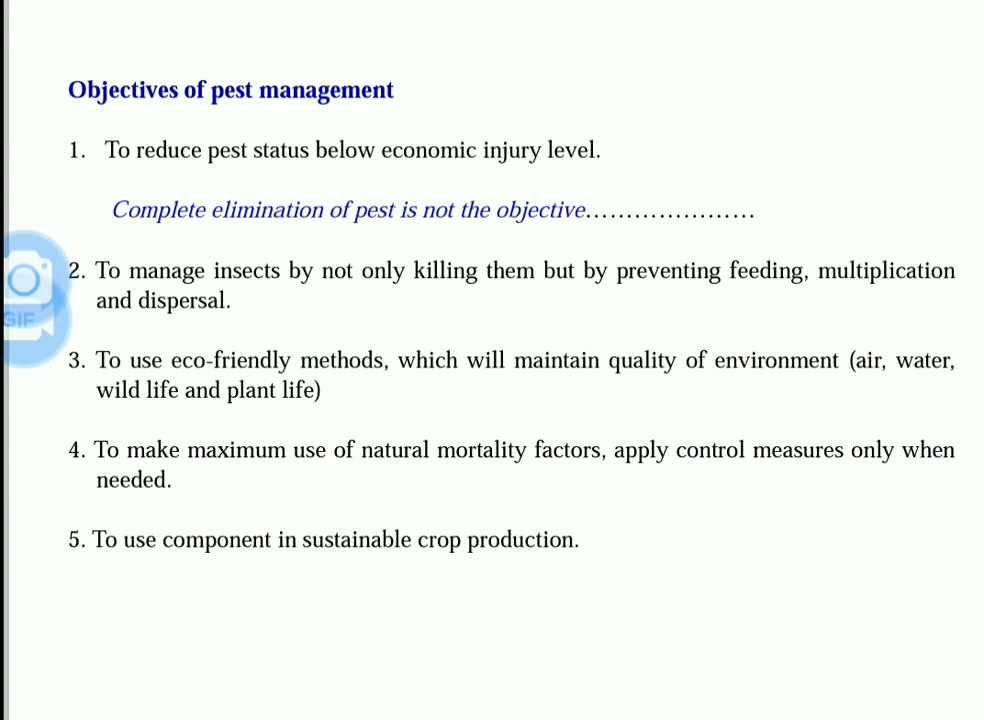 Objectives of pest management
1. To reduce pest status below economic injury level.
Complete elimination of pest is not the objective.....................
2. To manage insects by not only killing them but by preventing feeding, multiplication
and dispersal.
3. To use eco-friendly methods, which will maintain quality of environment (air, water,
wild life and plant life)
4. To make maximum use of natural mortality factors, apply control measures only when
needed.
5. To use component in sustainable crop production.
GIF